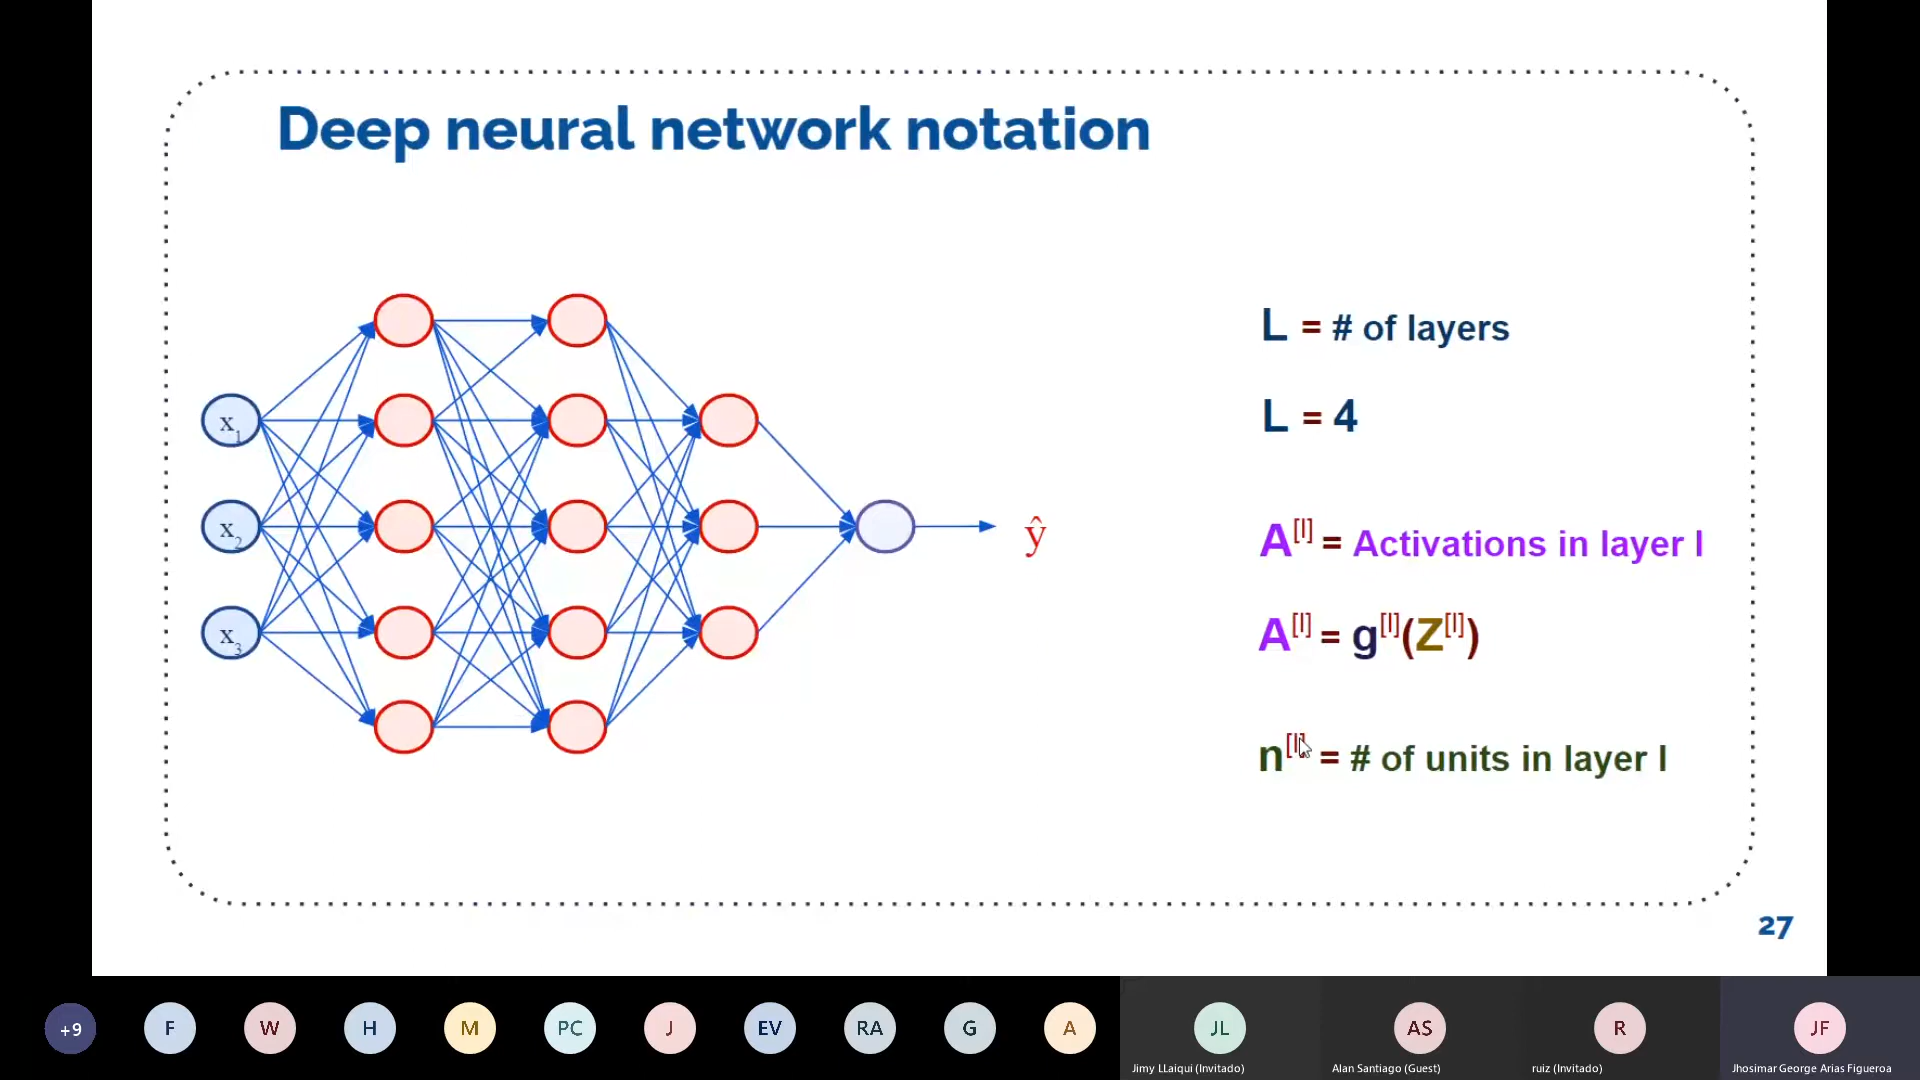 Deep neural network notation
x1
x2
x3
ŷ
L = # of layers
L = 4
A[l] = Activations in layer l
A[l] = g[l](Z[l])
n[l] = # of units in layer l
27
+9 F W H M PC J EV RA G A JL AS R JF
Jimy LLaiqui (Invitado) Alan Santiago (Guest) ruiz (Invitado) Jhosimar George Arias Figueroa